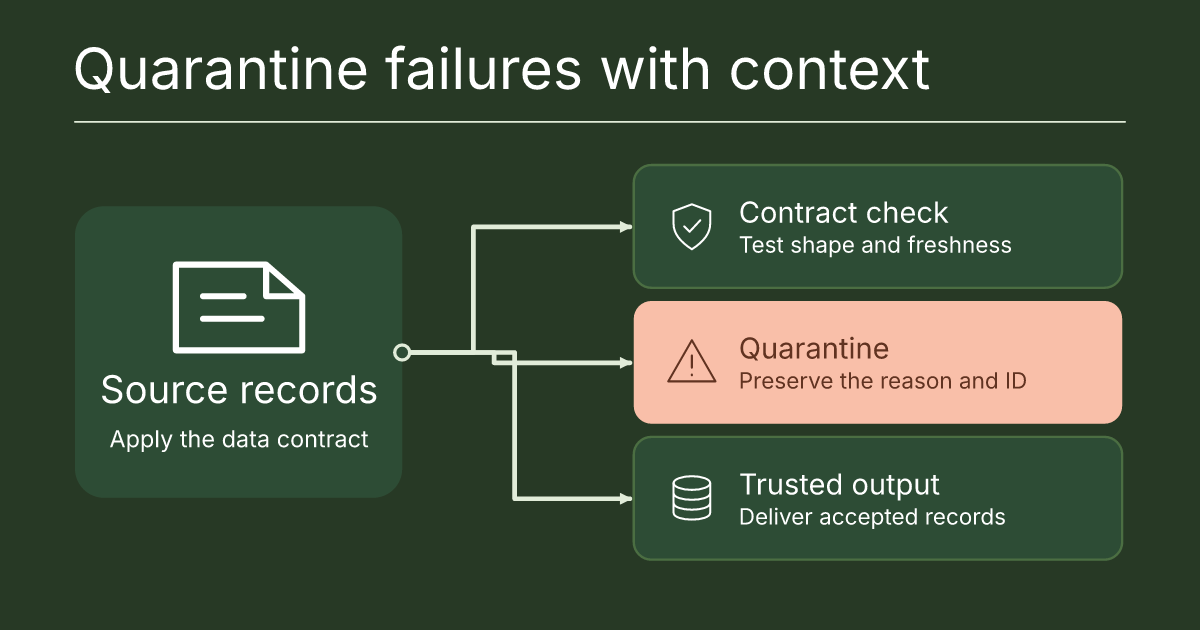 Quarantine failures with context
Source records
Apply the data contract
Contract check
Test shape and freshness
Quarantine
Preserve the reason and ID
Trusted output
Deliver accepted records